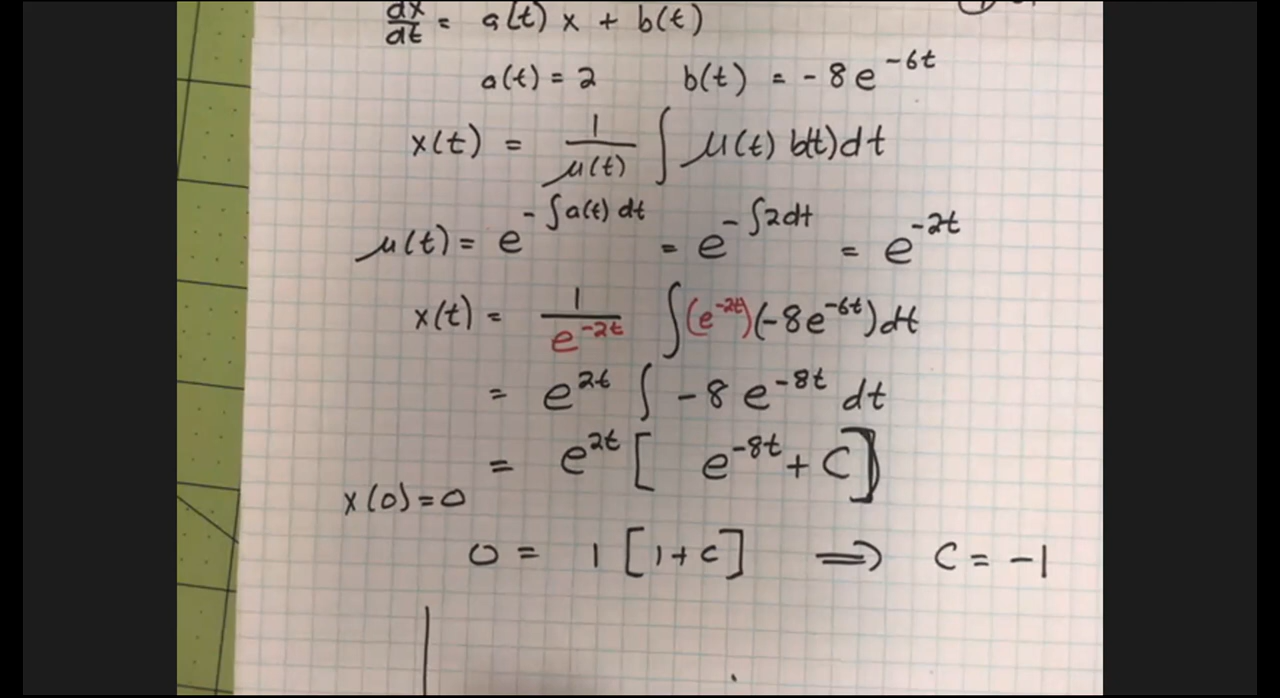 dx/dt = a(t) x + b(t)
a(t) = 2 b(t) = - 8 e^{-6t}
x(t) = 1/μ(t) ∫ μ(t) b(t) dt
μ(t) = e^{-∫a(t) dt} = e^{-∫2dt} = e^{-2t}
x(t) = 1/e^{-2t} ∫ (e^{-2t})(-8e^{-6t}) dt
= e^{2t} ∫ -8 e^{-8t} dt
= e^{2t} [ e^{-8t} + C ]
x(0) = 0
0 = 1 [1 + c] ⟹ C = -1